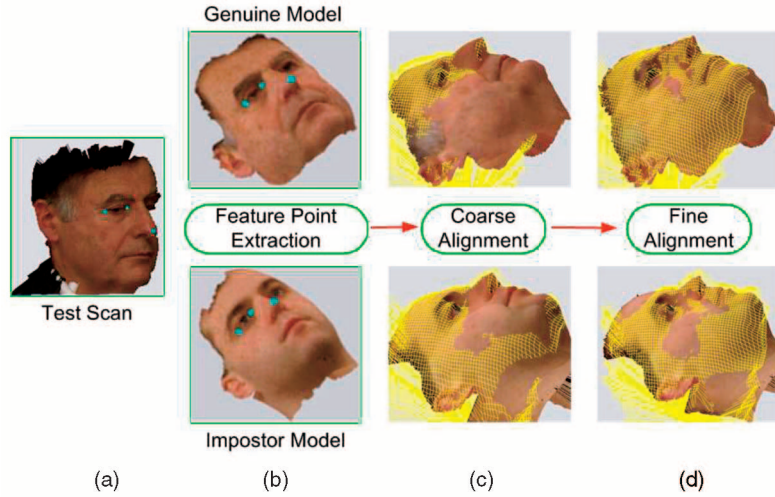 Genuine Model
Feature Point
Extraction
Coarse
Alignment
Fine
Alignment
Test Scan
Impostor Model
(a)
(b)
(c)
(d)